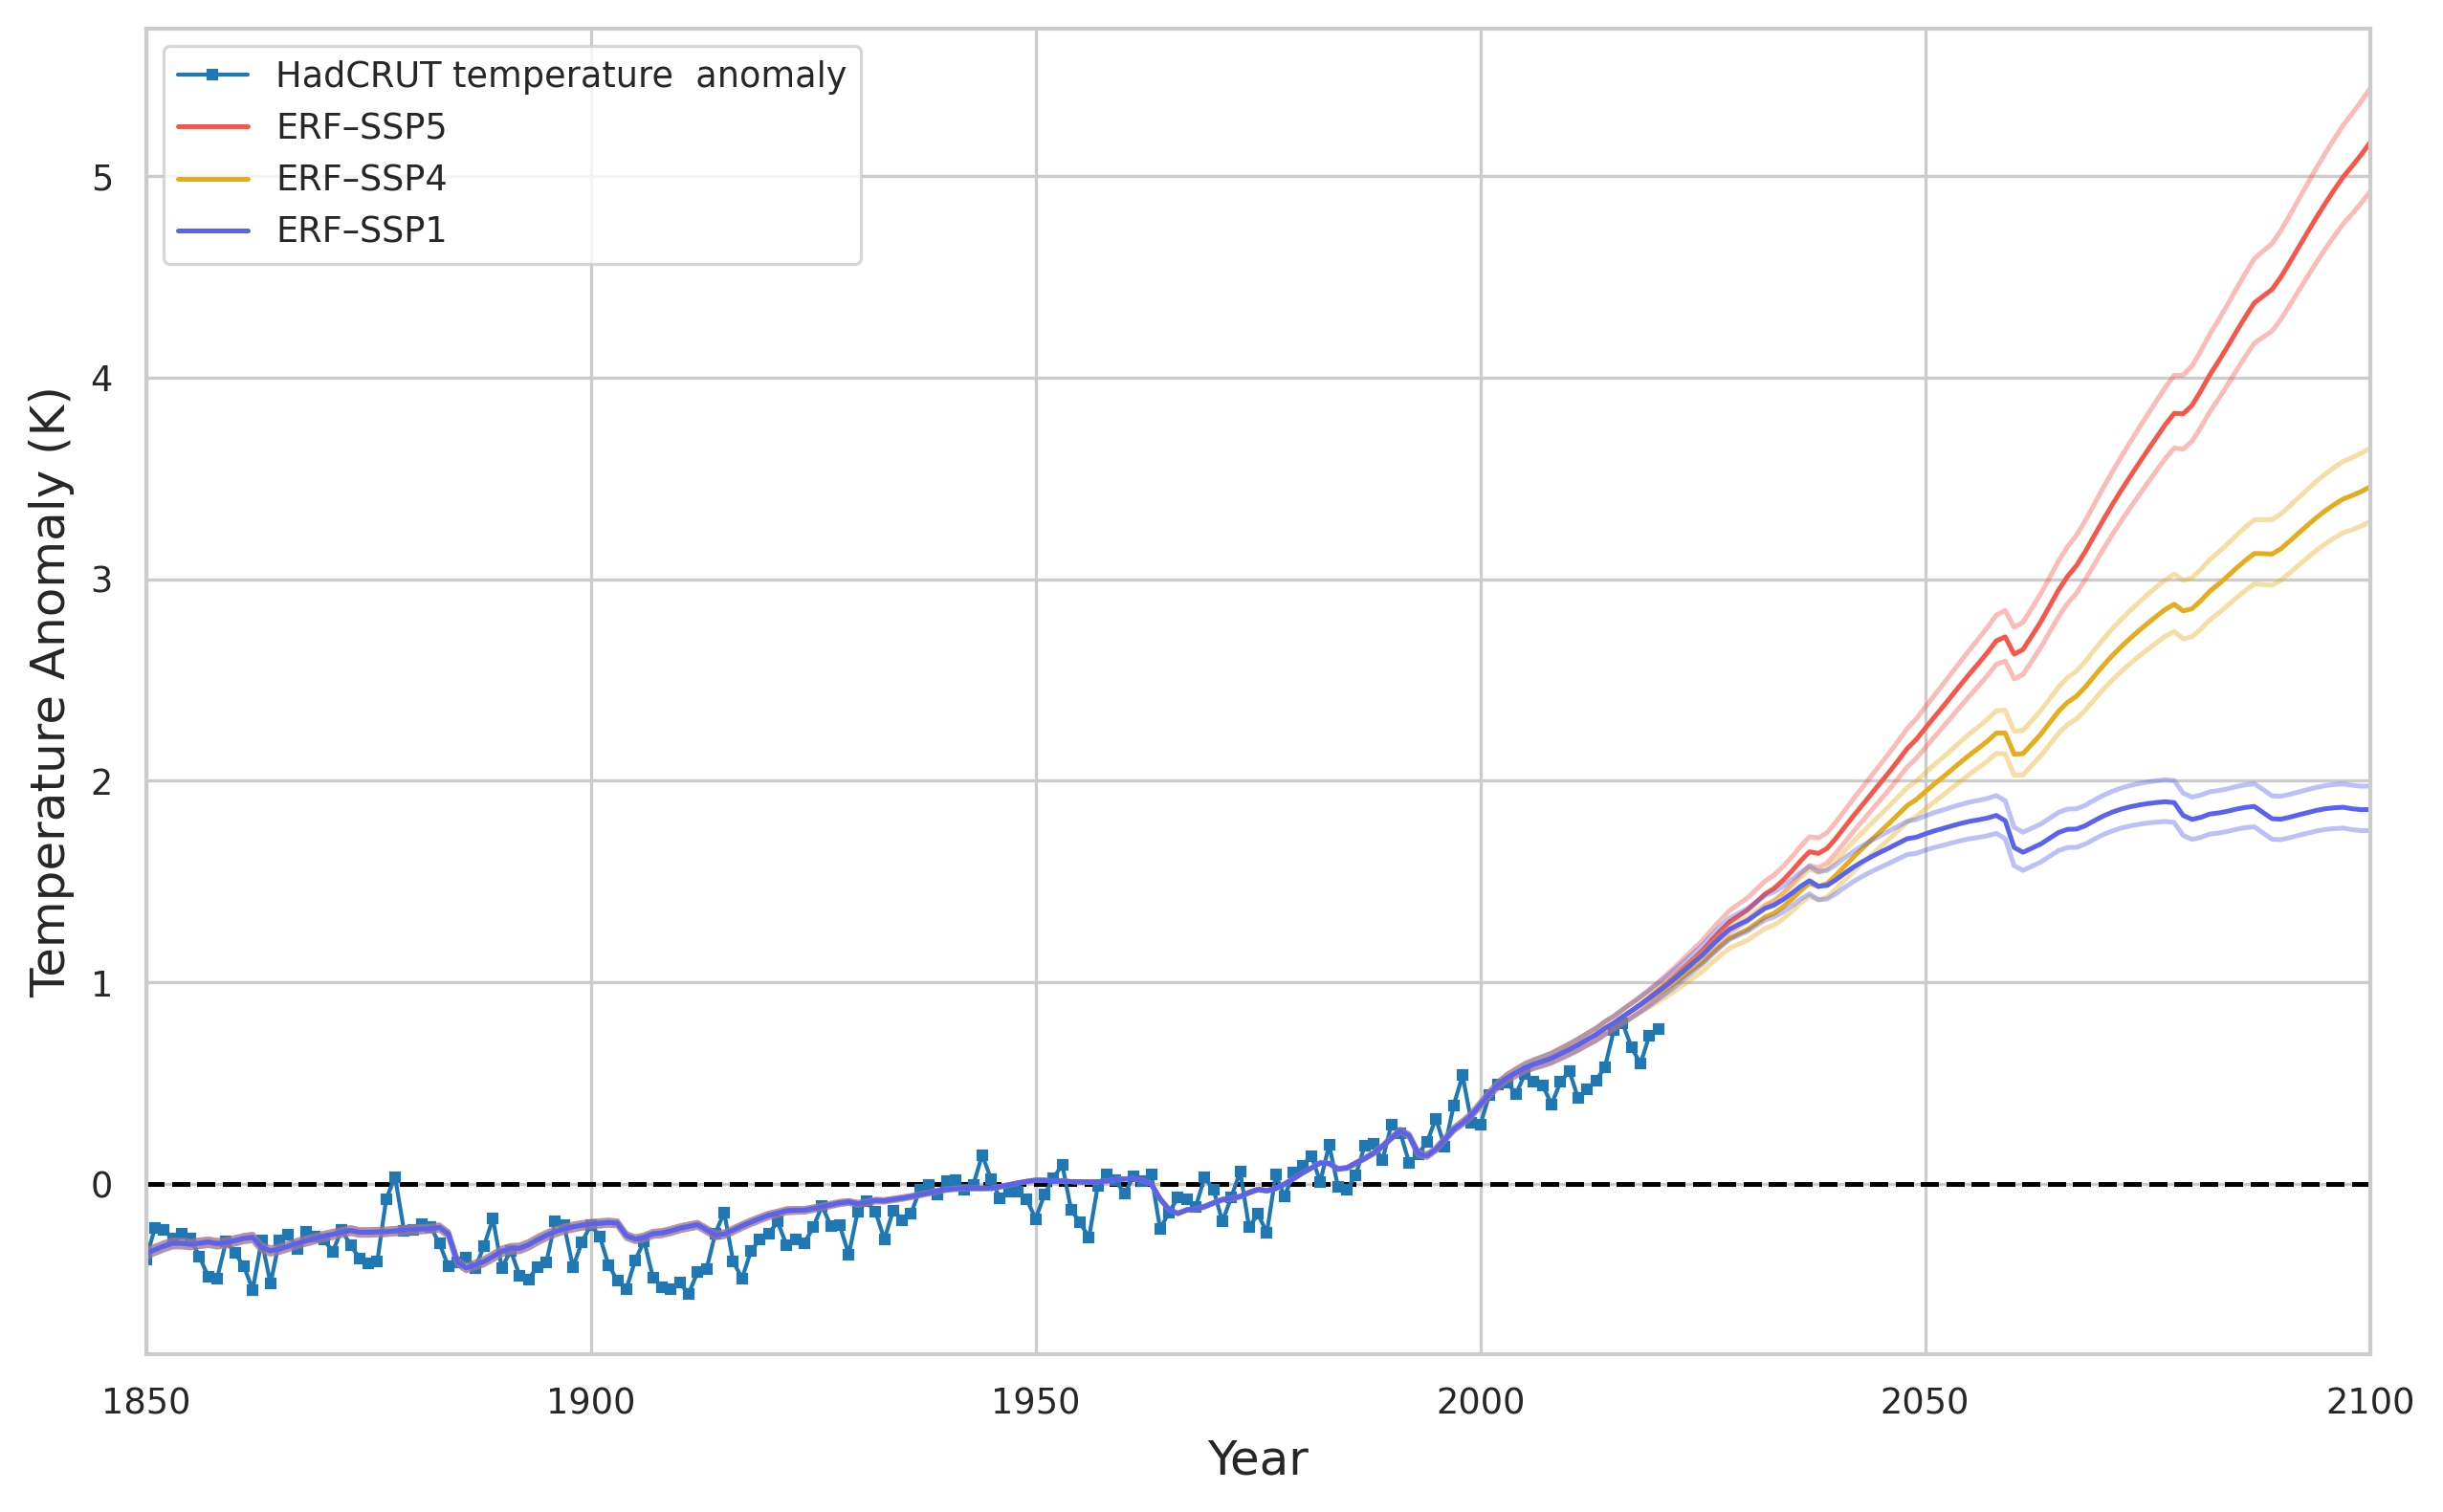 HadCRUT temperature  anomaly
ERF–SSP5
ERF–SSP4
ERF–SSP1
Temperature Anomaly (K)
5
4
3
2
1
0
1850 1900 1950 2000 2050 2100
Year